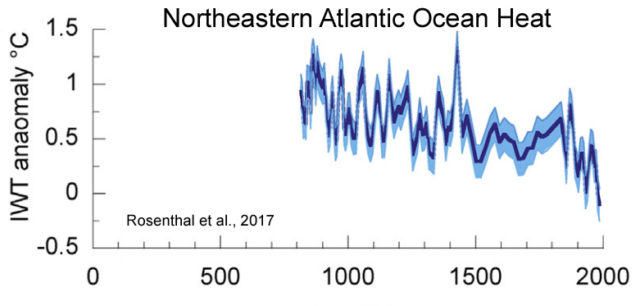 Northeastern Atlantic Ocean Heat
IWT anaomaly °C
1.5
1
0.5
0
-0.5
Rosenthal et al., 2017
0 500 1000 1500 2000